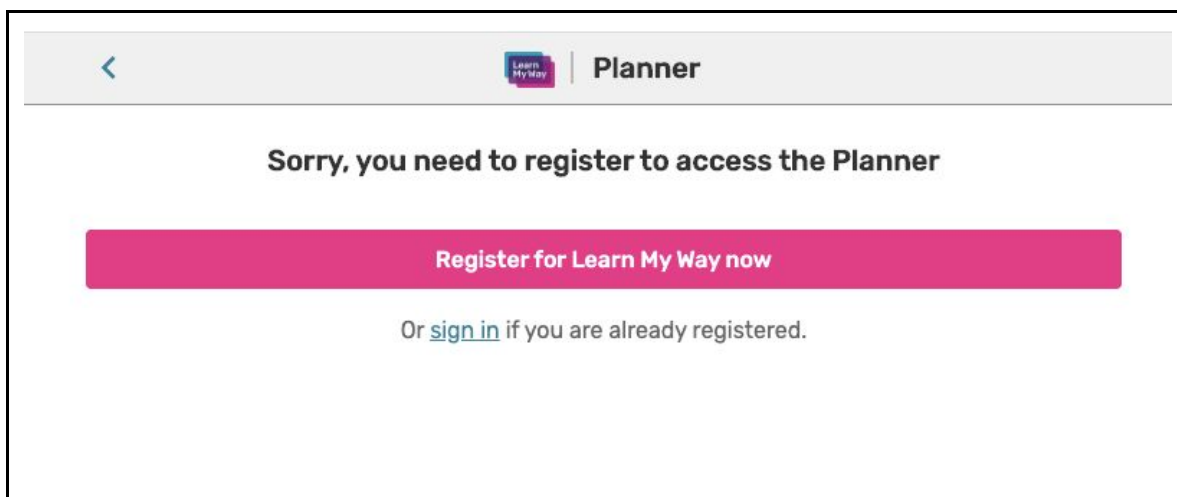 Learn
My Way
Planner
Sorry, you need to register to access the Planner
Register for Learn My Way now
Or sign in if you are already registered.